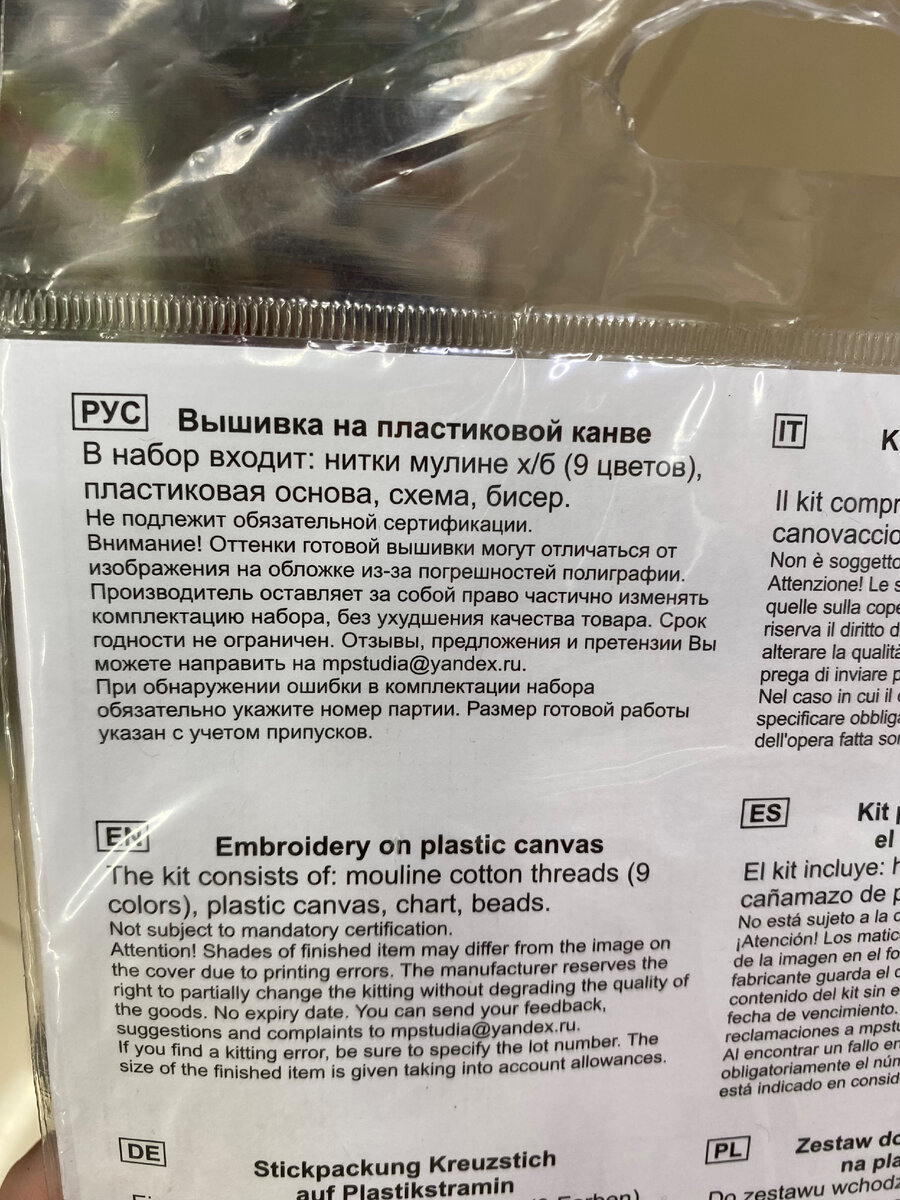 РУС
Вышивка на пластиковой канве
В набор входит: нитки мулине х/б (9 цветов),
пластиковая основа, схема, бисер.
Не подлежит обязательной сертификации.
Внимание! Оттенки готовой вышивки могут отличаться от
изображения на обложке из-за погрешностей полиграфии.
Производитель оставляет за собой право частично изменять
комплектацию набора, без ухудшения качества товара. Срок
годности не ограничен. Отзывы, предложения и претензии Вы
можете направить на mpstudia@yandex.ru.
При обнаружении ошибки в комплектации набора
обязательно укажите номер партии. Размер готовой работы
указан с учетом припусков.
EN
Embroidery on plastic canvas
The kit consists of: mouline cotton threads (9
colors), plastic canvas, chart, beads.
Not subject to mandatory certification.
Attention! Shades of finished item may differ from the image on
the cover due to printing errors. The manufacturer reserves the
right to partially change the kitting without degrading the quality of
the goods. No expiry date. You can send your feedback,
suggestions and complaints to mpstudia@yandex.ru.
If you find a kitting error, be sure to specify the lot number. The
size of the finished item is given taking into account allowances.
DE
Stickpackung Kreuzstich
auf Plastikstramin
IT
Il kit
canovaccio
Non è soggetto
Attenzione! Le
quelle sulla
riserva il diritto
alterare la qualità
prega di inviare
Nel caso in cui il
specificare
dell'opera fatta
ES
Kit
el
El kit incluye:
cañamazo de
No está sujeto a la
¡Atención! Los
de la imagen en el
fabricante guarda el
contenido del kit sin
fecha de vencimiento.
reclamaciones a
Al encontrar un fallo
obligatoriamente el
está indicado en
PL
Zestaw
na
Do zestawu